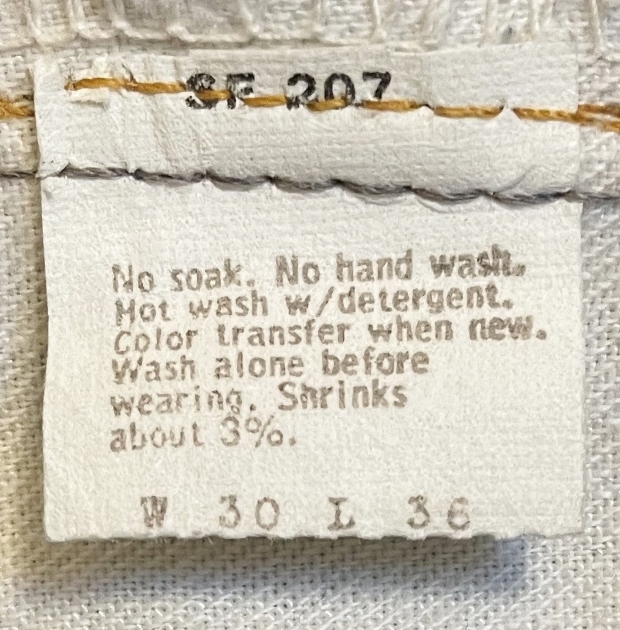 SF 207
No soak. No hand wash.
Hot wash w/detergent.
Color transfer when new.
Wash alone before
wearing. Shrinks
about 3%.
W 30 L 36